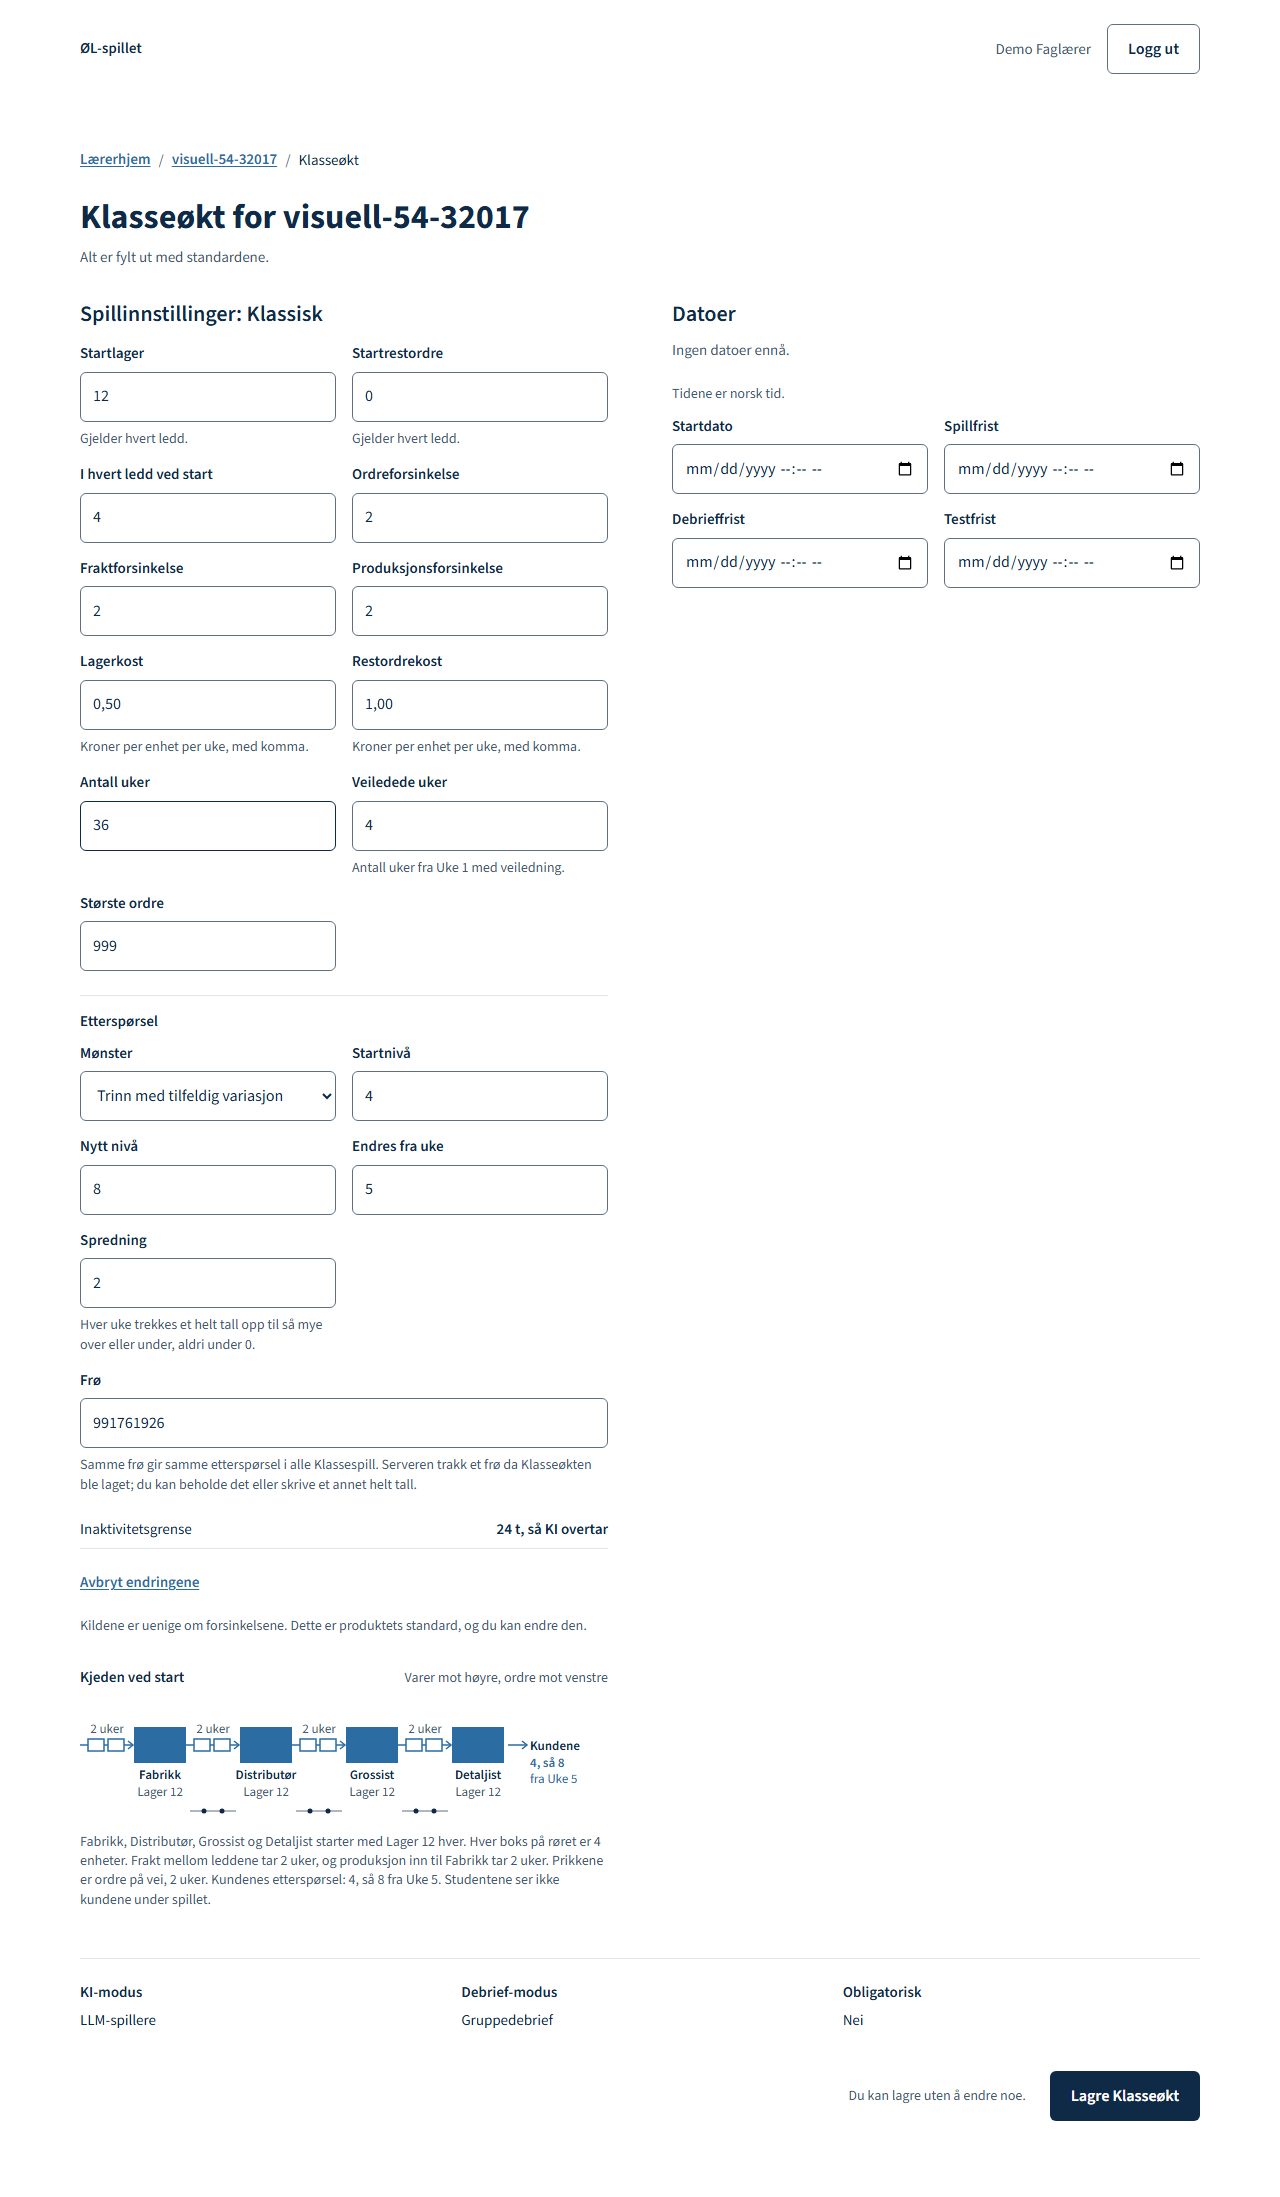 ØL-spillet
Demo Faglærer
Logg ut
Lærerhjem / visuell-54-32017 / Klasseøkt
Klasseøkt for visuell-54-32017
Alt er fylt ut med standardene.
Spillinnstillinger: Klassisk
Startlager
Startrestordre
12
0
Gjelder hvert ledd.
Gjelder hvert ledd.
I hvert ledd ved start
Ordreforsinkelse
4
2
Fraktforsinkelse
Produksjonsforsinkelse
2
2
Lagerkost
Restordrekost
0,50
1,00
Kroner per enhet per uke, med komma.
Kroner per enhet per uke, med komma.
Antall uker
Veiledede uker
36
4
Antall uker fra Uke 1 med veiledning.
Største ordre
999
Etterspørsel
Mønster
Startnivå
Trinn med tilfeldig variasjon
4
Nytt nivå
Endres fra uke
8
5
Spredning
2
Hver uke trekkes et helt tall opp til så mye
over eller under, aldri under 0.
Frø
991761926
Samme frø gir samme etterspørsel i alle Klassespill. Serveren trakk et frø da Klasseøkten
ble laget; du kan beholde det eller skrive et annet helt tall.
Inaktivitetsgrense
24 t, så KI overtar
Avbryt endringene
Kildene er uenige om forsinkelsene. Dette er produktets standard, og du kan endre den.
Kjeden ved start
Varer mot høyre, ordre mot venstre
2 uker
2 uker
2 uker
2 uker
Kundene
4, så 8
fra Uke 5
Fabrikk
Distributør
Grossist
Detaljist
Lager 12
Lager 12
Lager 12
Lager 12
Fabrikk, Distributør, Grossist og Detaljist starter med Lager 12 hver. Hver boks på røret er 4
enheter. Frakt mellom leddene tar 2 uker, og produksjon inn til Fabrikk tar 2 uker. Prikkene
er ordre på vei, 2 uker. Kundenes etterspørsel: 4, så 8 fra Uke 5. Studentene ser ikke
kundene under spillet.
Datoer
Ingen datoer ennå.
Tidene er norsk tid.
Startdato
Spillfrist
mm/dd/yyyy --:-- --
mm/dd/yyyy --:-- --
Debrieffrist
Testfrist
mm/dd/yyyy --:-- --
mm/dd/yyyy --:-- --
KI-modus
Debrief-modus
Obligatorisk
LLM-spillere
Gruppedebrief
Nei
Du kan lagre uten å endre noe.
Lagre Klasseøkt